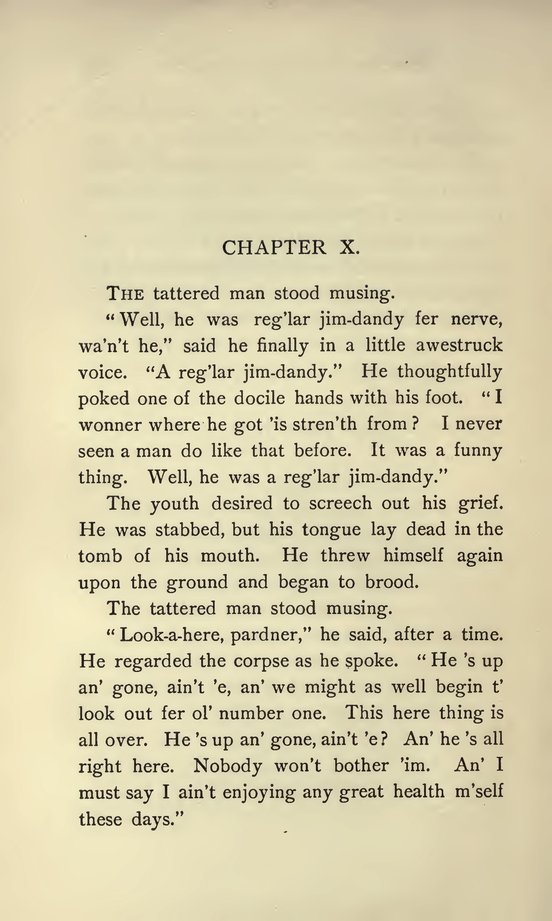 CHAPTER X.
THE tattered man stood musing.
"Well, he was reg'lar jim-dandy fer nerve,
wa'n't he," said he finally in a little awestruck
voice. "A reg'lar jim-dandy." He thoughtfully
poked one of the docile hands with his foot. "I
wonner where he got 'is stren'th from? I never
seen a man do like that before. It was a funny
thing. Well, he was a reg'lar jim-dandy."
The youth desired to screech out his grief.
He was stabbed, but his tongue lay dead in the
tomb of his mouth. He threw himself again
upon the ground and began to brood.
The tattered man stood musing.
"Look-a-here, pardner," he said, after a time.
He regarded the corpse as he spoke. "He 's up
an' gone, ain't 'e, an' we might as well begin t'
look out fer ol' number one. This here thing is
all over. He 's up an' gone, ain't 'e? An' he 's all
right here. Nobody won't bother 'im. An' I
must say I ain't enjoying any great health m'self
these days."